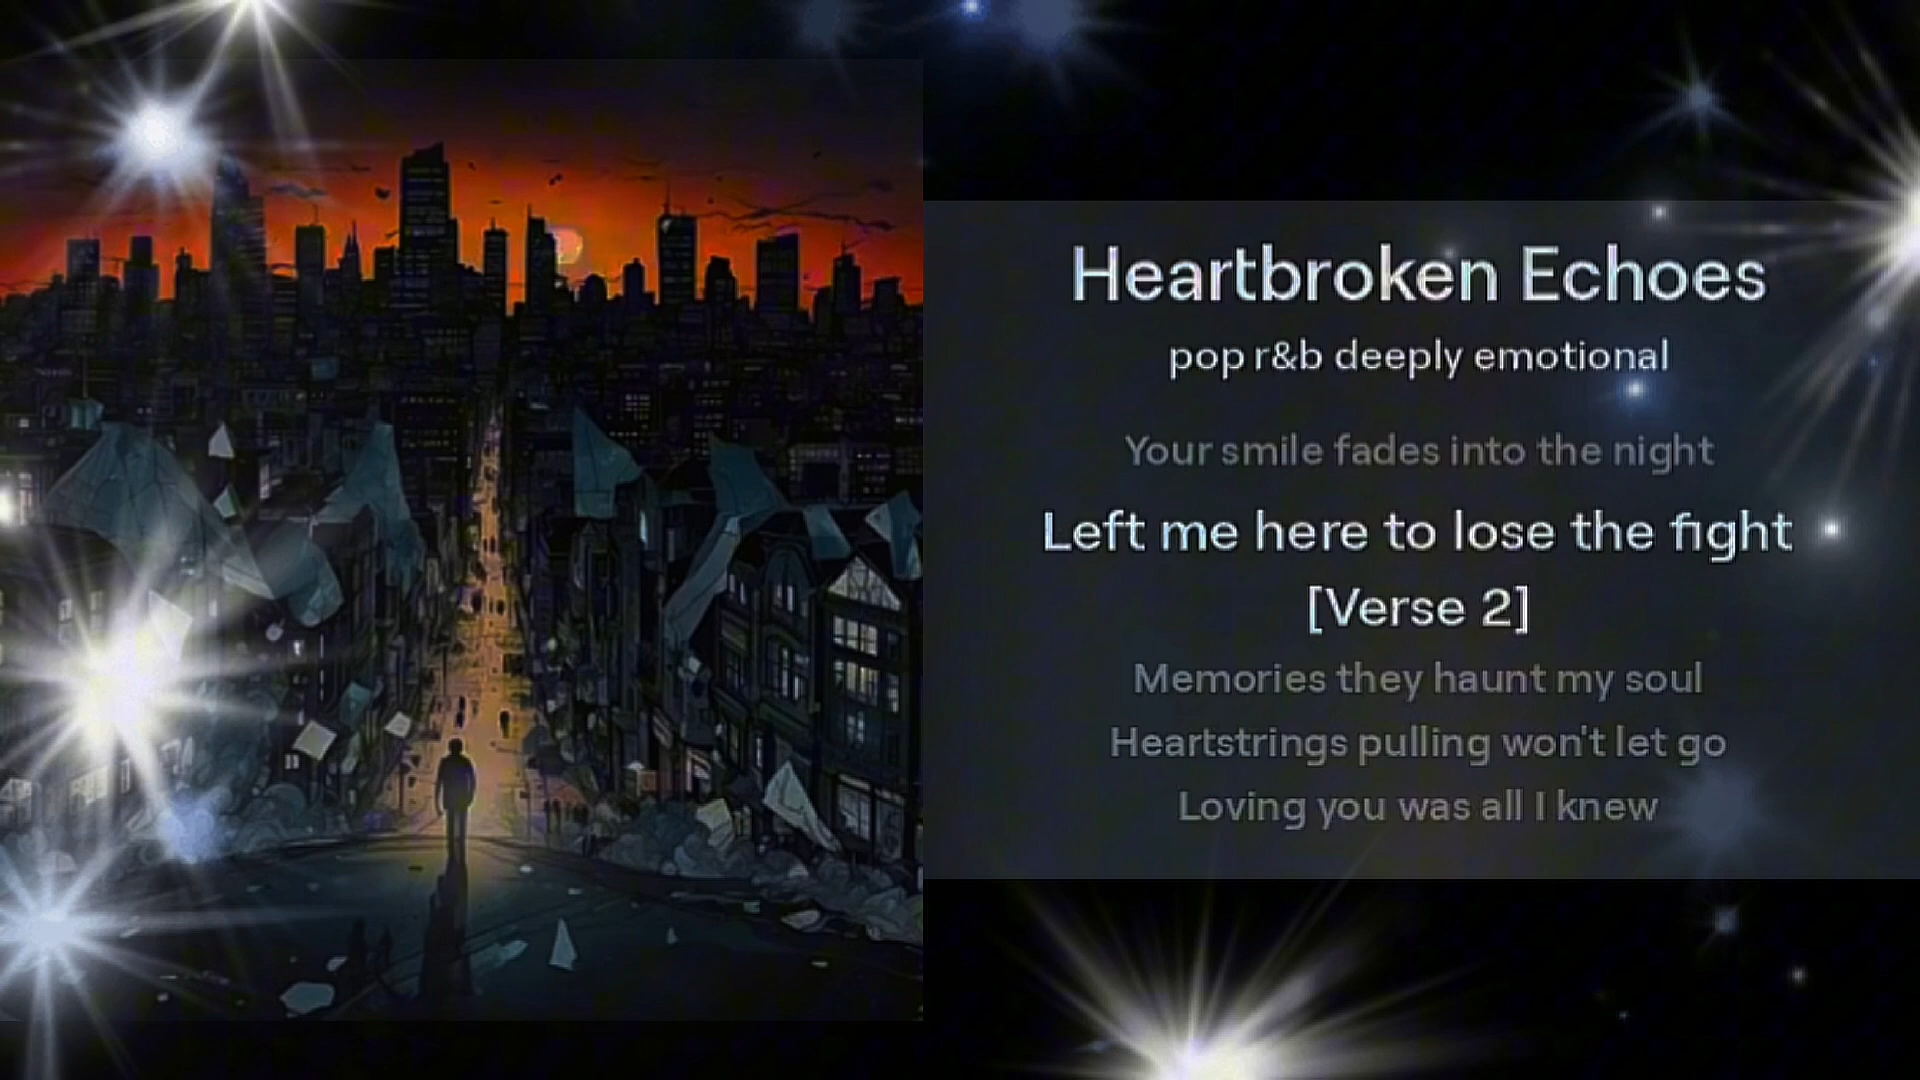 Heartbroken Echoes
pop r&b deeply emotional
Your smile fades into the night
Left me here to lose the fight
[Verse 2]
Memories they haunt my soul
Heartstrings pulling won't let go
Loving you was all I knew